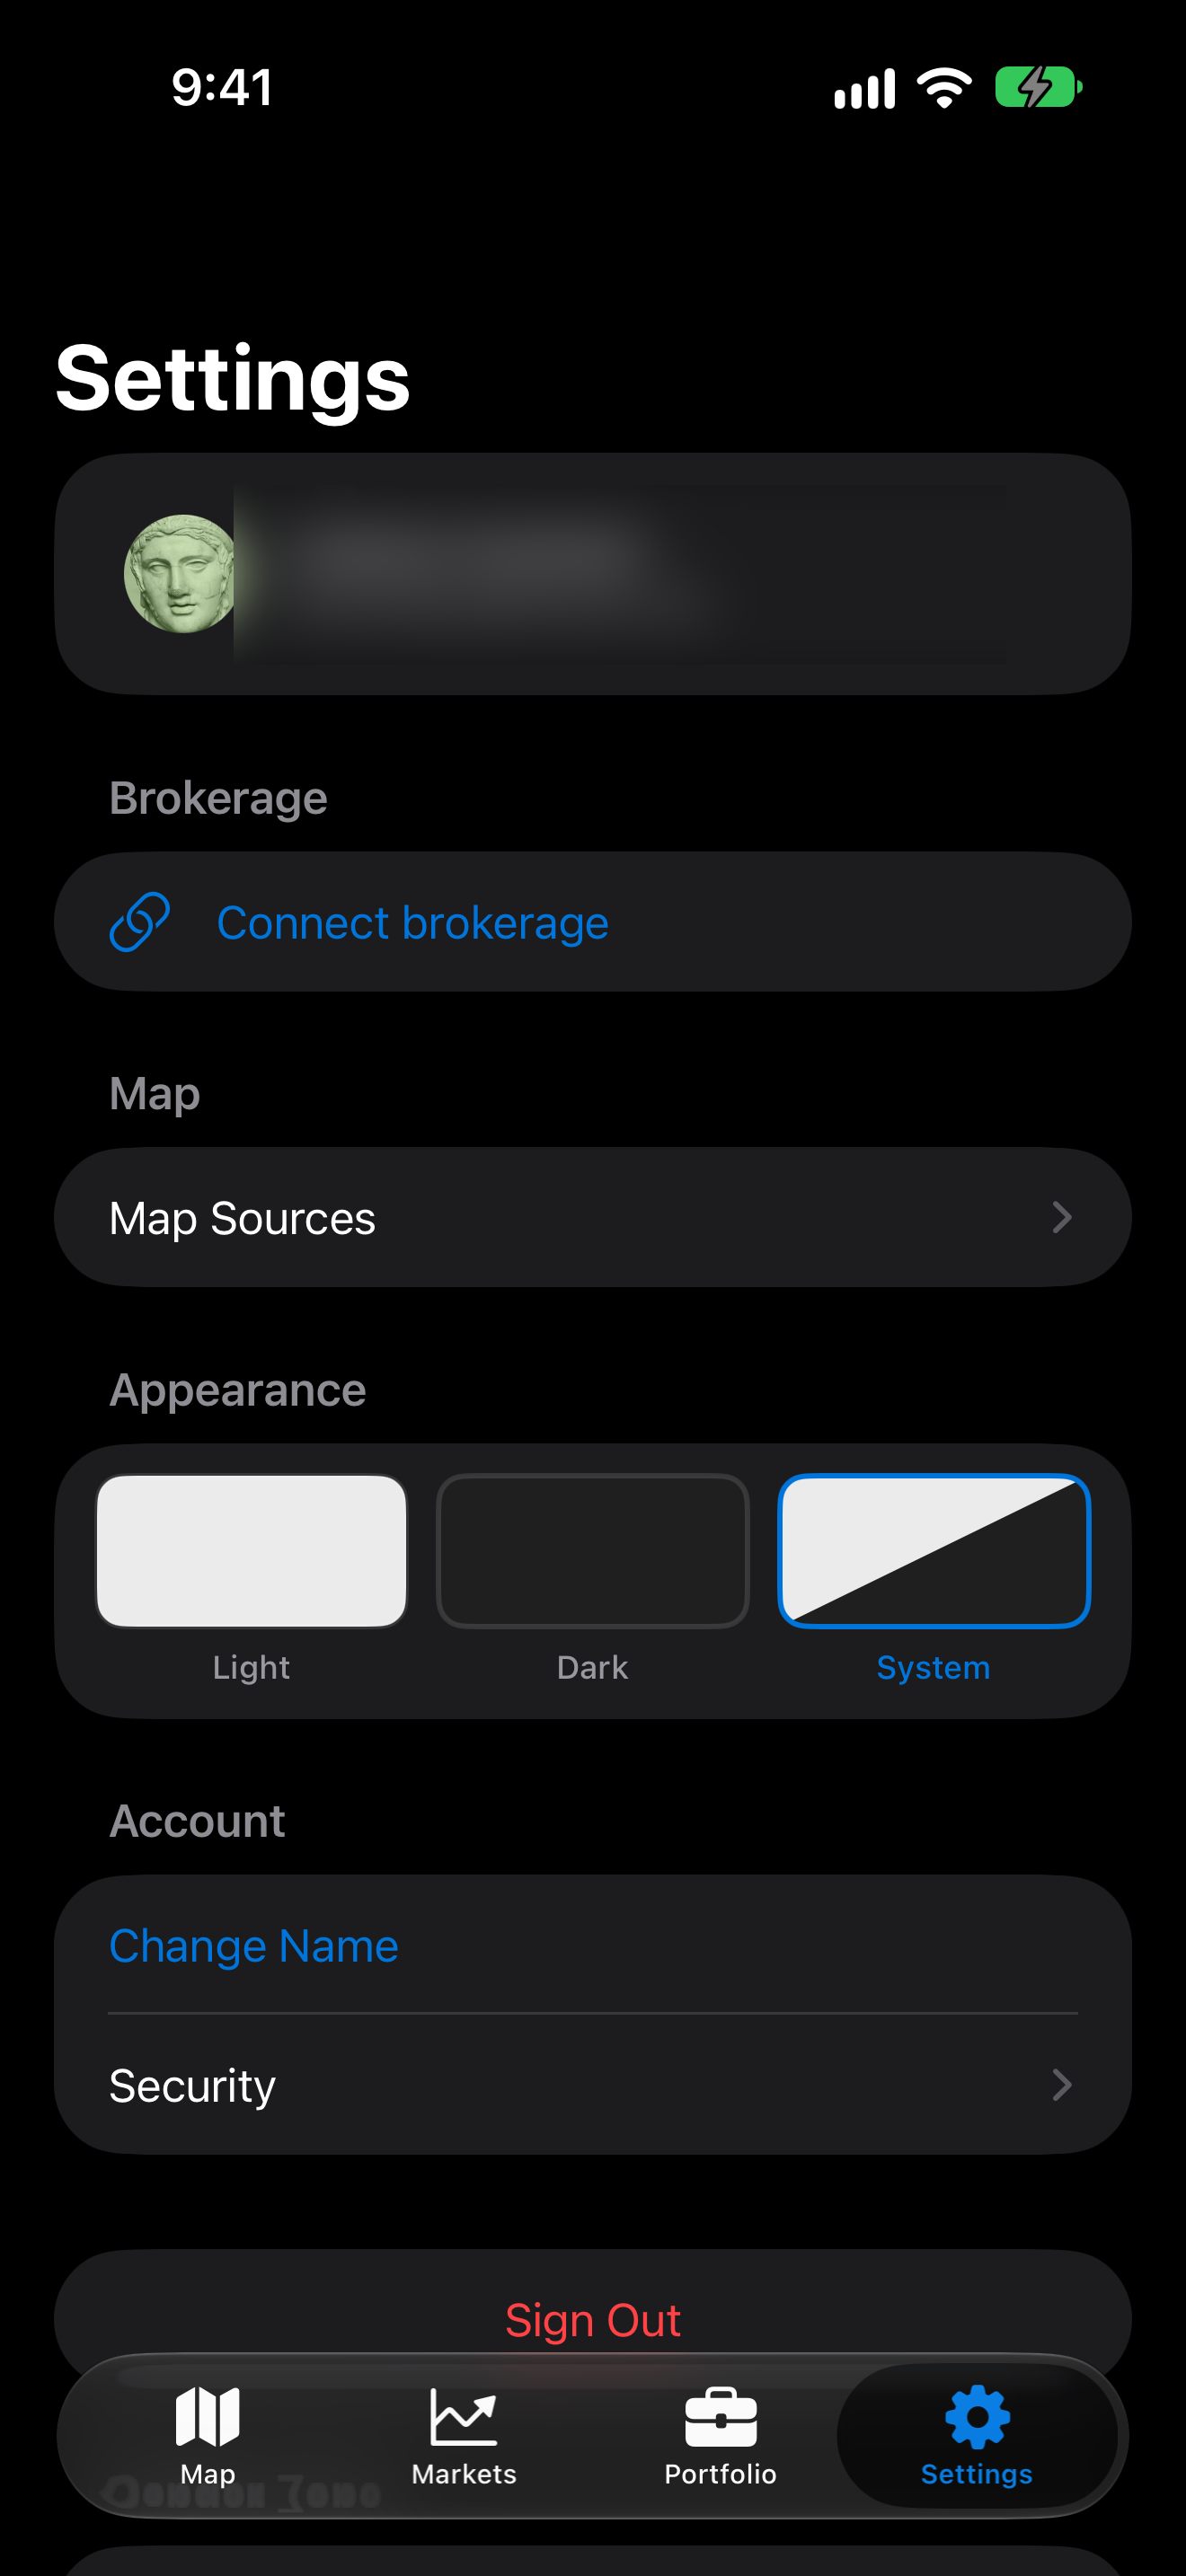 9:41
Settings
Brokerage
Connect brokerage
Map
Map Sources
Appearance
Light
Dark
System
Account
Change Name
Security
Sign Out
Map
Markets
Portfolio
Settings